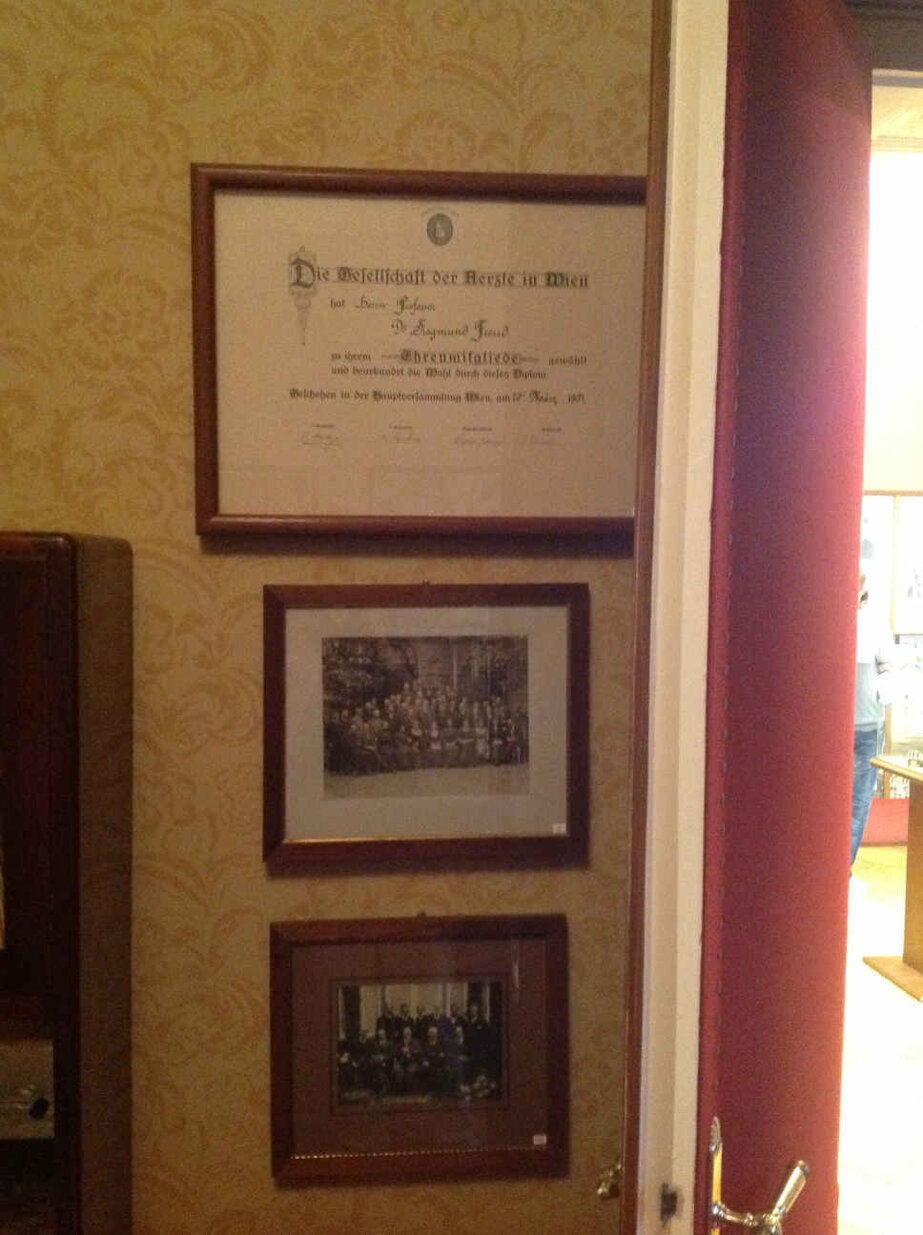 Die Gesellschaft der Aerzte in Wien
hat Herrn Professor
Dr Sigmund Freud
zu ihrem Ehrenmitgliede gewählt
und beurkundet die Wahl durch dieses Diplom.
Geschehen in der Hauptversammlung Wien, am 20. März 1931.